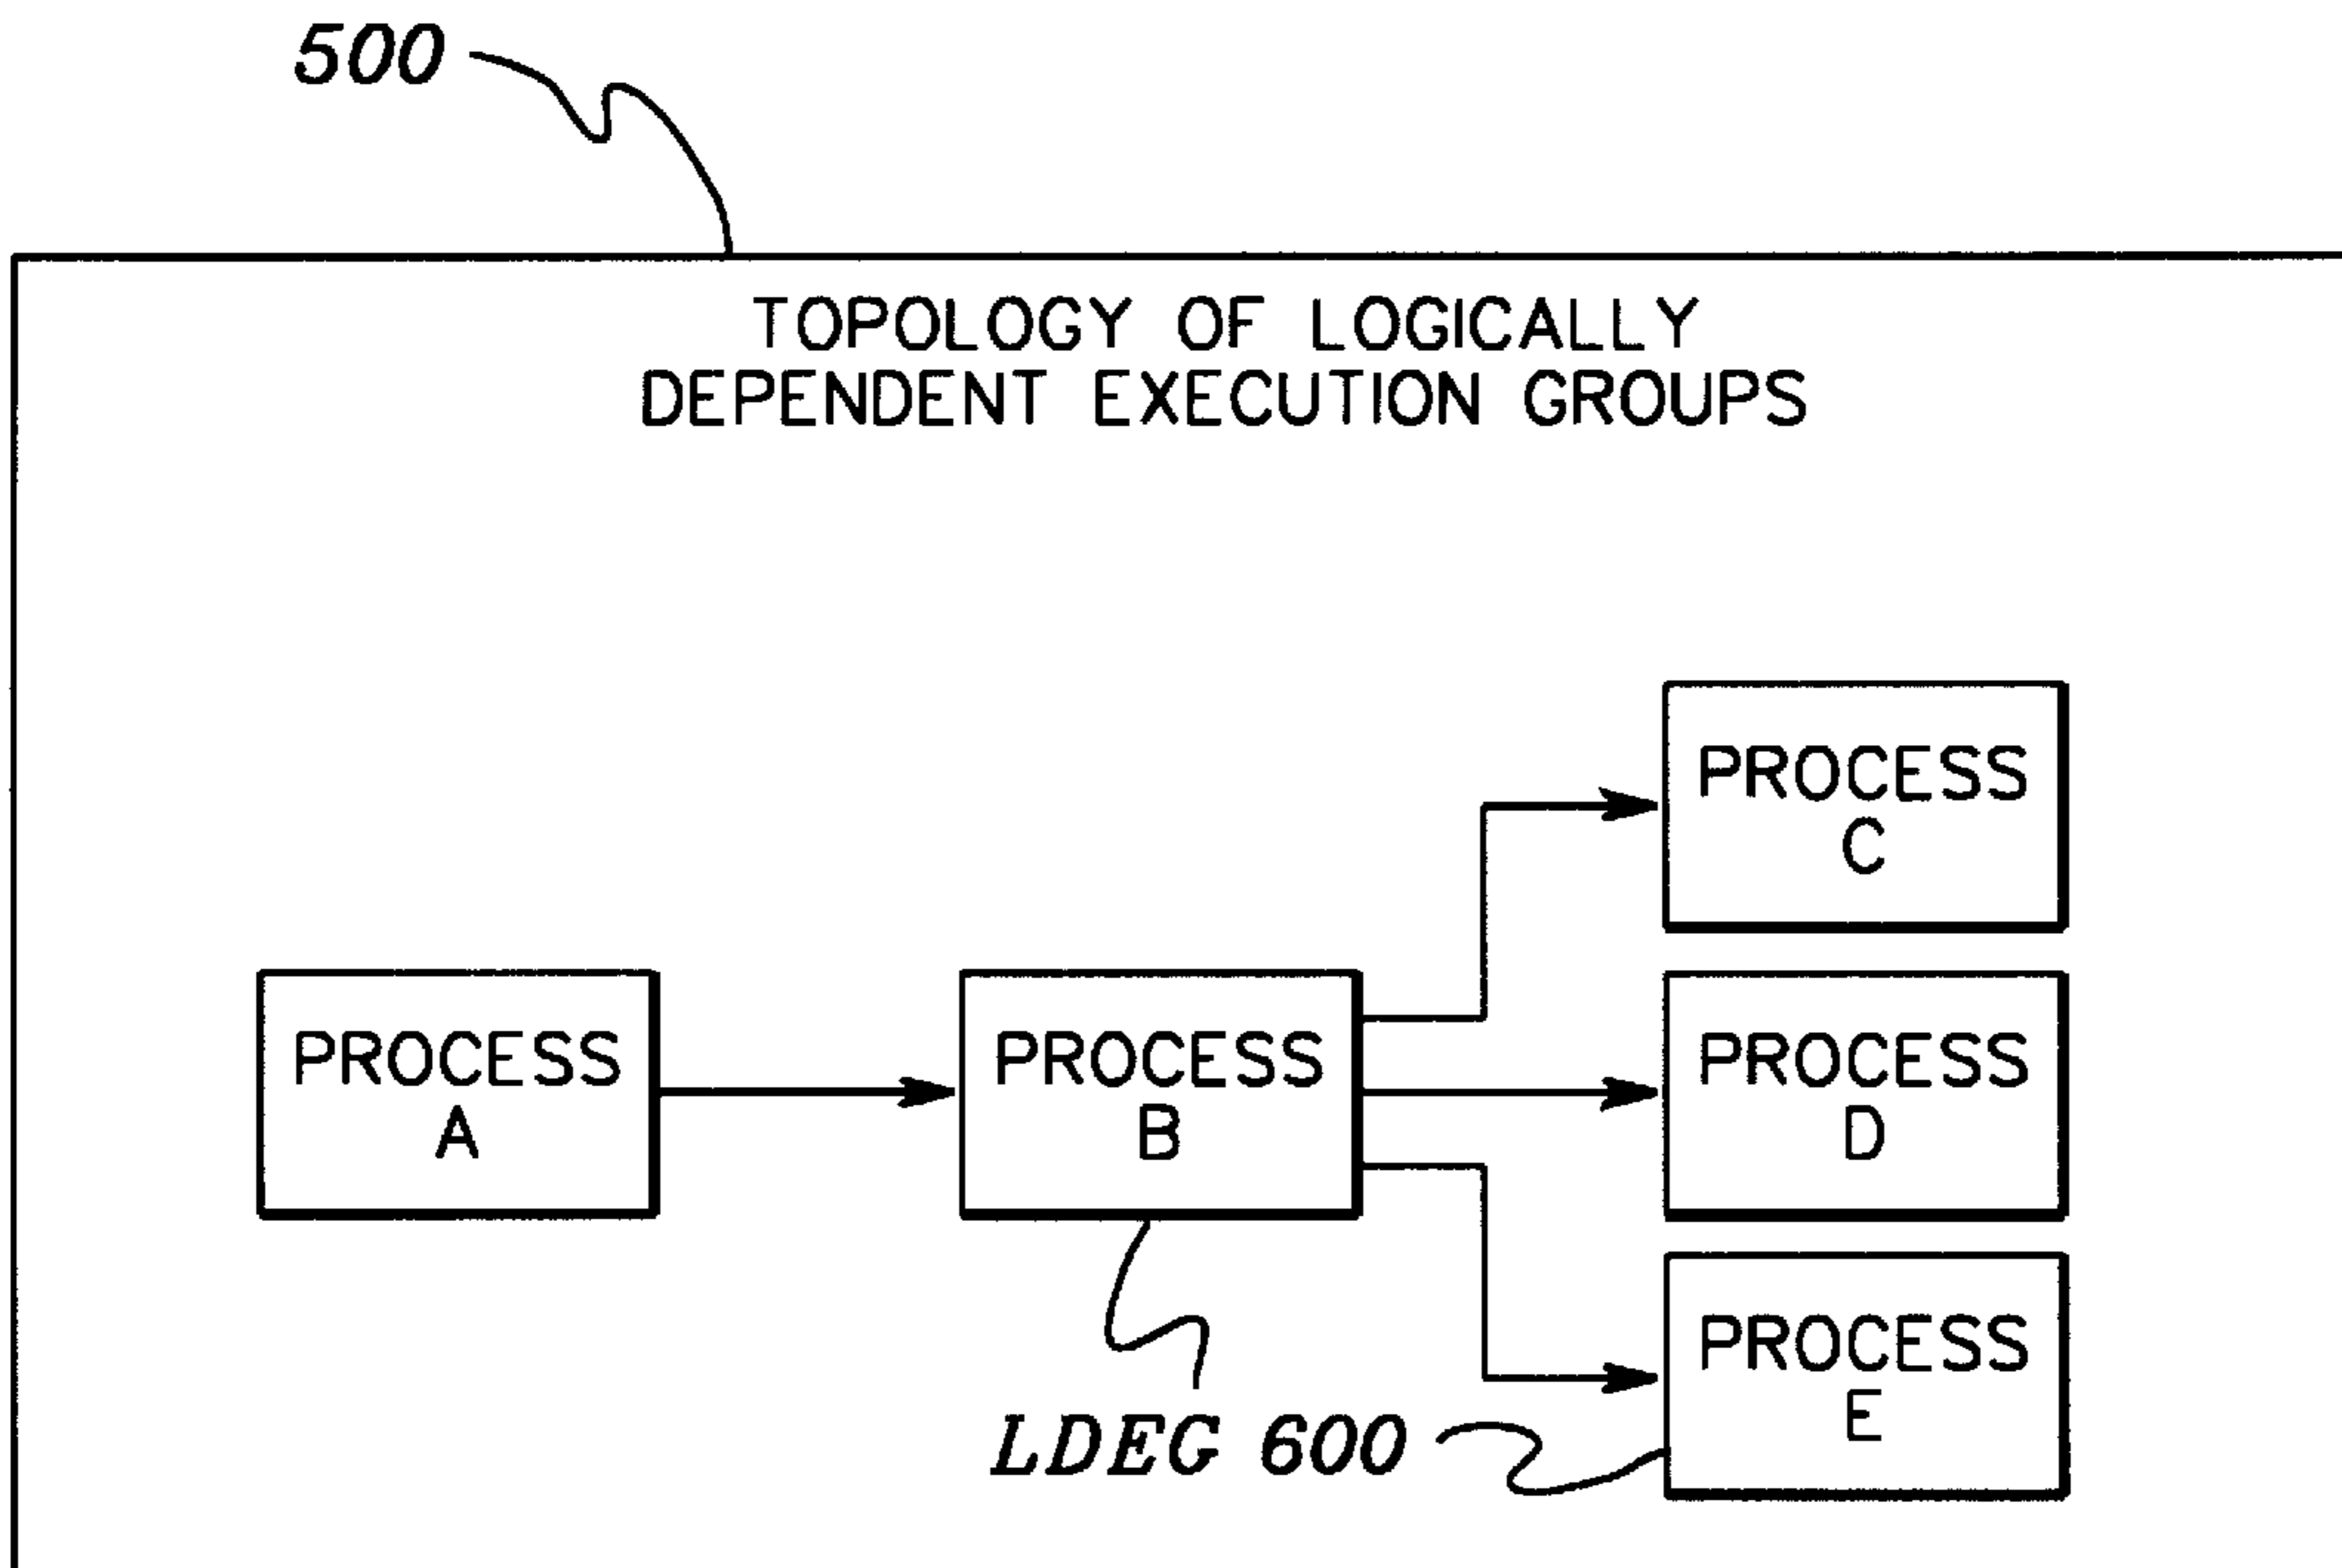 500
TOPOLOGY OF LOGICALLY
DEPENDENT EXECUTION GROUPS
PROCESS
C
PROCESS
A
PROCESS
B
PROCESS
D
PROCESS
E
LDEG 600